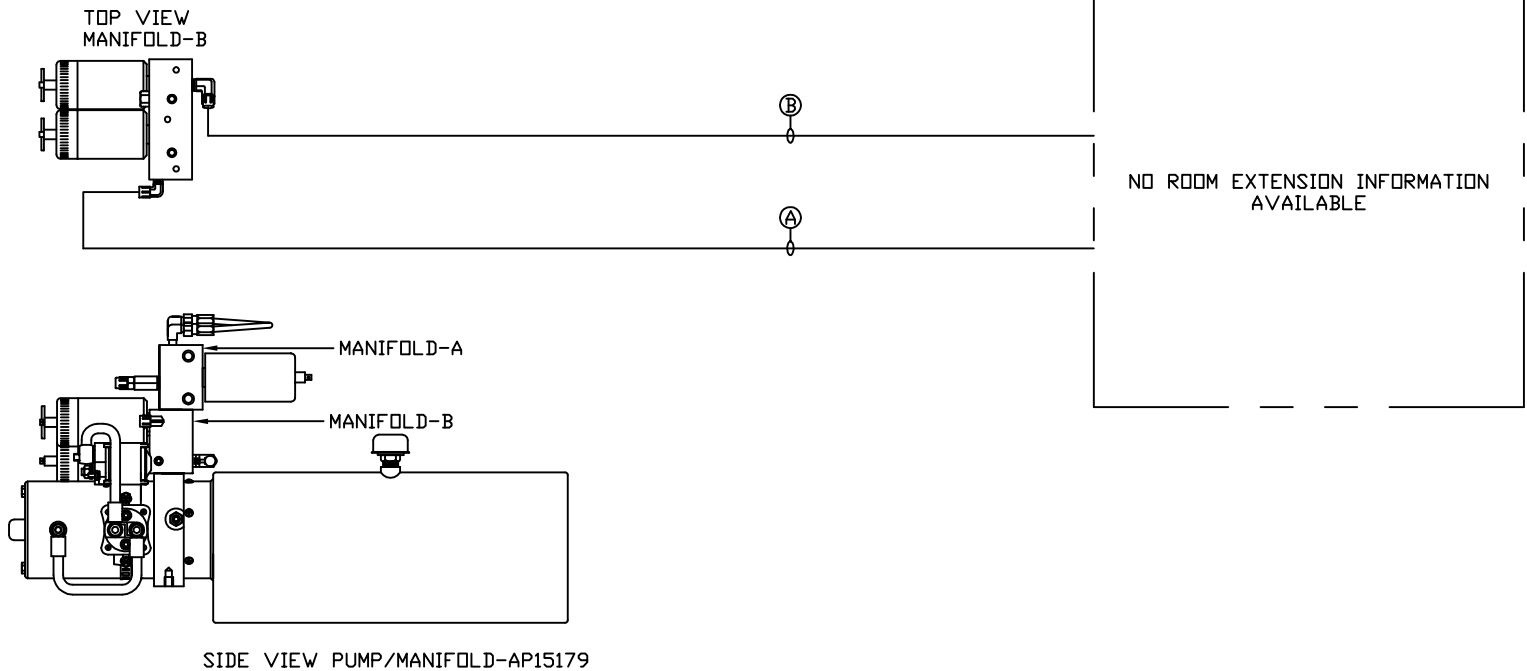 TOP VIEW
MANIFOLD-B
B
NO ROOM EXTENSION INFORMATION
AVAILABLE
A
MANIFOLD-A
MANIFOLD-B
SIDE VIEW PUMP/MANIFOLD-AP15179